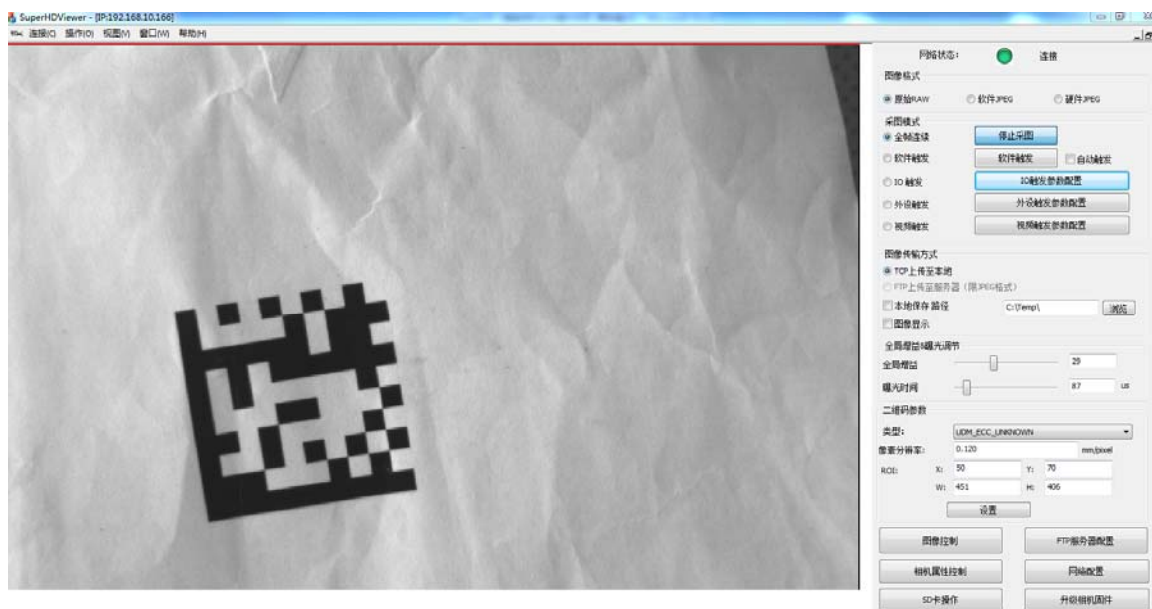 SuperHDViewer - [IP:192.168.10.166]
连接(C) 操作(O) 视图(V) 窗口(W) 帮助(H)
网络状态: 连接
图像格式
原始RAW 软件JPEG 硬件JPEG
采图模式
全帧连续 停止采图
软件触发 软件触发 自动触发
IO 触发 IO触发参数配置
外设触发 外设触发参数配置
视频触发 视频触发参数配置
图像传输方式
TCP上传至本地
FTP上传至服务器(限JPEG格式)
本地保存 路径 C:\Temp\ 浏览
图像显示
全局增益&曝光调节
全局增益 29
曝光时间 87 us
二维码参数
类型: UDM_ECC_UNKNOWN
像素分辨率: 0.120 mm/pixel
ROI: X: 50 Y: 70
W: 451 H: 406
设置
图像控制 FTP服务器配置
相机属性控制 网络配置
SD卡操作 升级相机固件